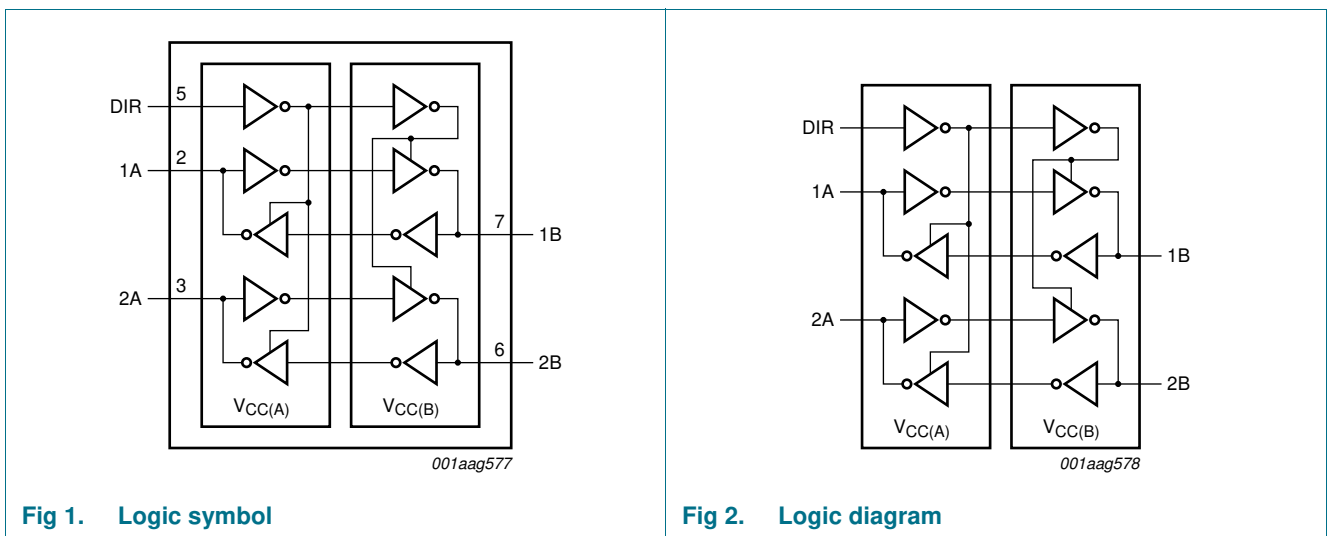 DIR 5
1A 2
7 1B
2A 3
6 2B
VCC(A) VCC(B)
001aag577
Fig 1. Logic symbol
DIR
1A
1B
2A
2B
VCC(A) VCC(B)
001aag578
Fig 2. Logic diagram